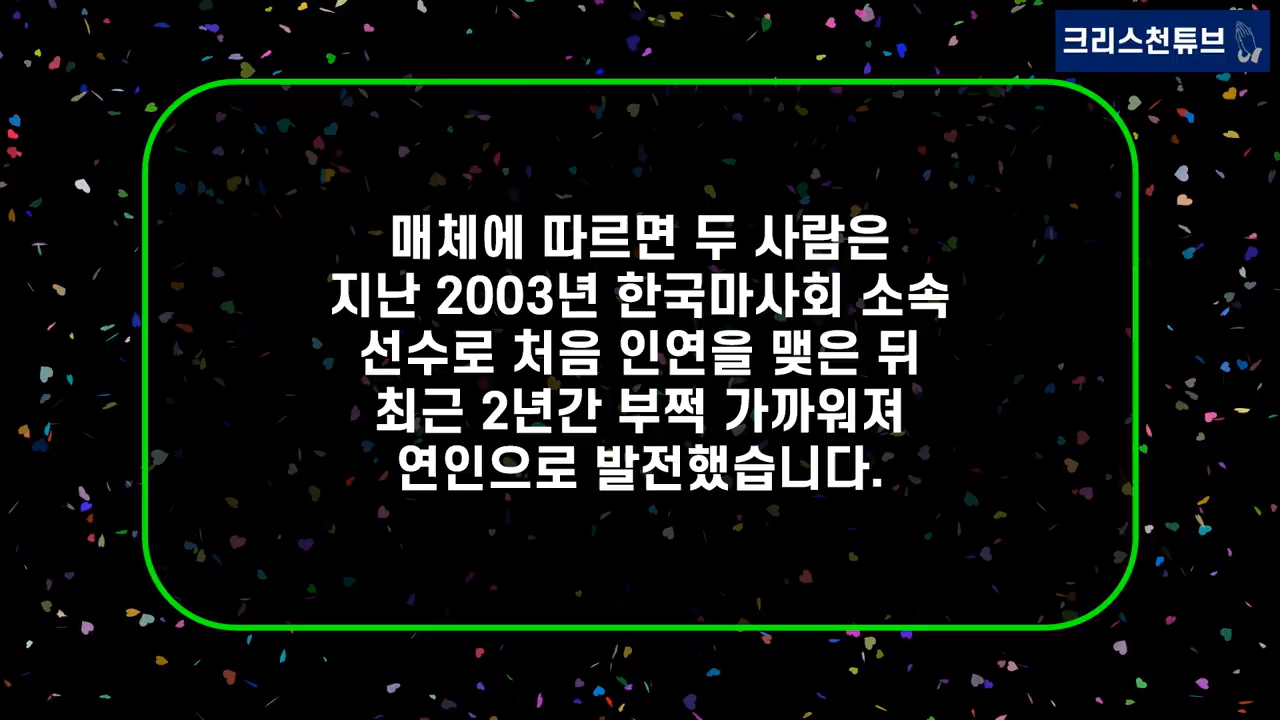 크리스천튜브
매체에 따르면 두 사람은
지난 2003년 한국마사회 소속
선수로 처음 인연을 맺은 뒤
최근 2년간 부쩍 가까워져
연인으로 발전했습니다.